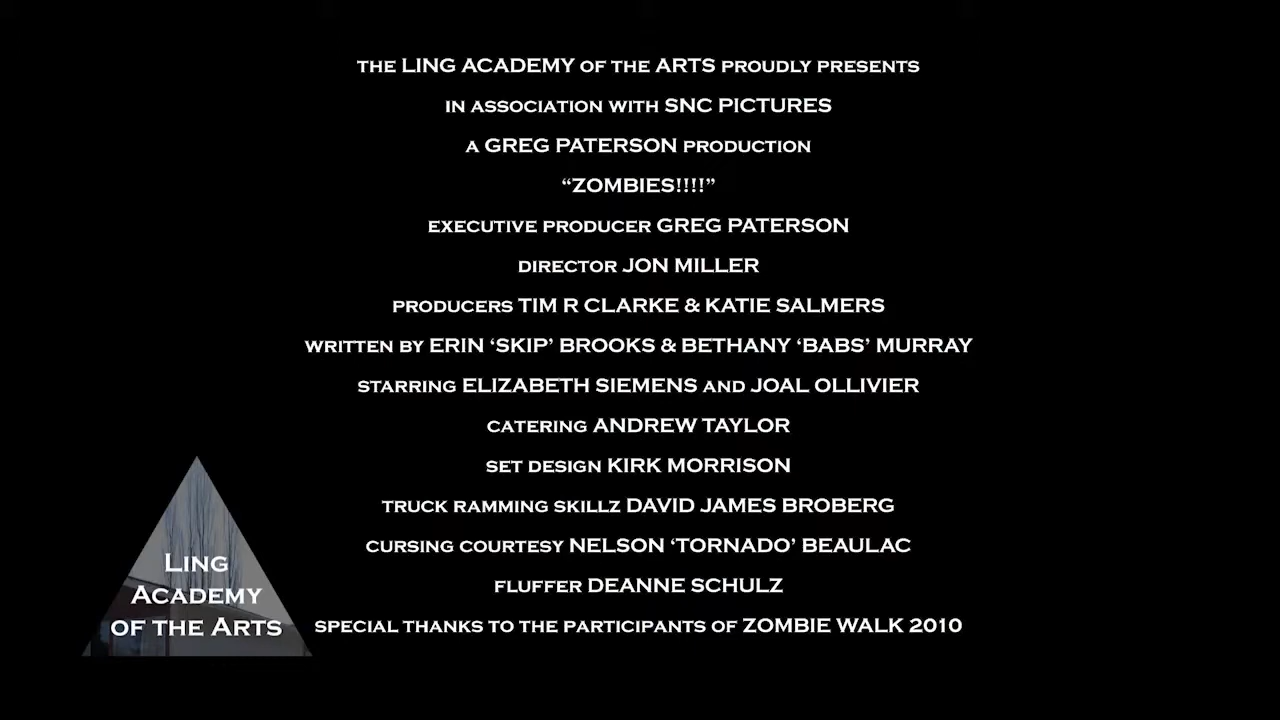 THE LING ACADEMY OF THE ARTS PROUDLY PRESENTS
IN ASSOCIATION WITH SNC PICTURES
A GREG PATERSON PRODUCTION
“ZOMBIES!!!!”
EXECUTIVE PRODUCER GREG PATERSON
DIRECTOR JON MILLER
PRODUCERS TIM R CLARKE & KATIE SALMERS
WRITTEN BY ERIN ‘SKIP’ BROOKS & BETHANY ‘BABS’ MURRAY
STARRING ELIZABETH SIEMENS AND JOAL OLLIVIER
CATERING ANDREW TAYLOR
SET DESIGN KIRK MORRISON
TRUCK RAMMING SKILLZ DAVID JAMES BROBERG
CURSING COURTESY NELSON ‘TORNADO’ BEAULAC
FLUFFER DEANNE SCHULZ
SPECIAL THANKS TO THE PARTICIPANTS OF ZOMBIE WALK 2010
LING
ACADEMY
OF THE ARTS